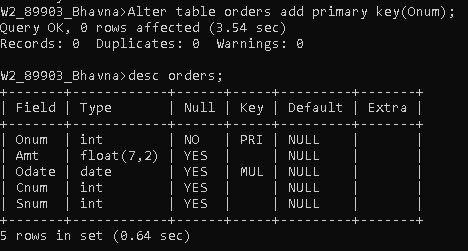 W2_89903_Bhavna>Alter table orders add primary key(Onum);
Query OK, 0 rows affected (3.54 sec)
Records: 0  Duplicates: 0  Warnings: 0

W2_89903_Bhavna>desc orders;
+--------+------------+------+-----+---------+-------+
| Field  | Type       | Null | Key | Default | Extra |
+--------+------------+------+-----+---------+-------+
| Onum   | int        | NO   | PRI | NULL    |       |
| Amt    | float(7,2) | YES  |     | NULL    |       |
| Odate  | date       | YES  | MUL | NULL    |       |
| Cnum   | int        | YES  |     | NULL    |       |
| Snum   | int        | YES  |     | NULL    |       |
+--------+------------+------+-----+---------+-------+
5 rows in set (0.64 sec)